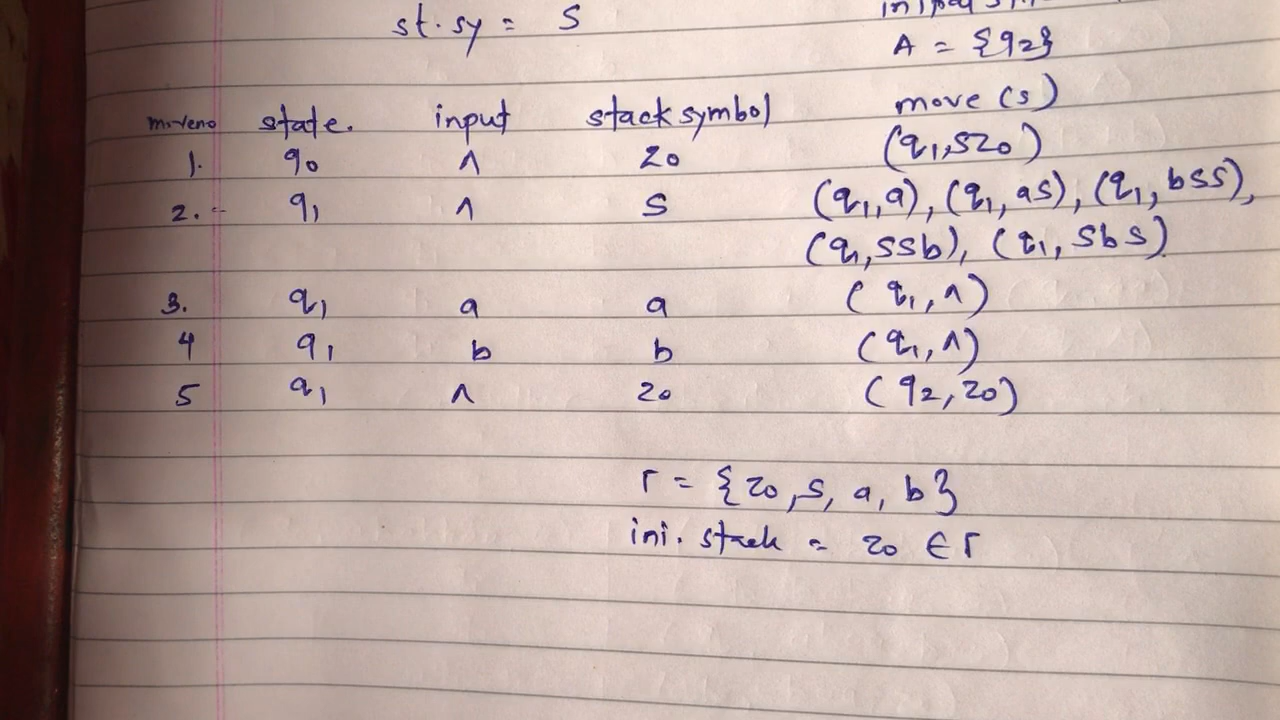 st.sy = S
A = {q2}
moveno state. input stack symbol move(s)
1. q0 ∧ z0 (q1,Sz0)
2. q1 ∧ S (q1,a), (q1,aS), (q1,bSS),
(q1,SSb), (q1,SbS)
3. q1 a a (q1,∧)
4 q1 b b (q1,∧)
5 q1 ∧ z0 (q2,z0)
Γ = {z0,S,a,b}
ini. stack = z0 ∈ Γ